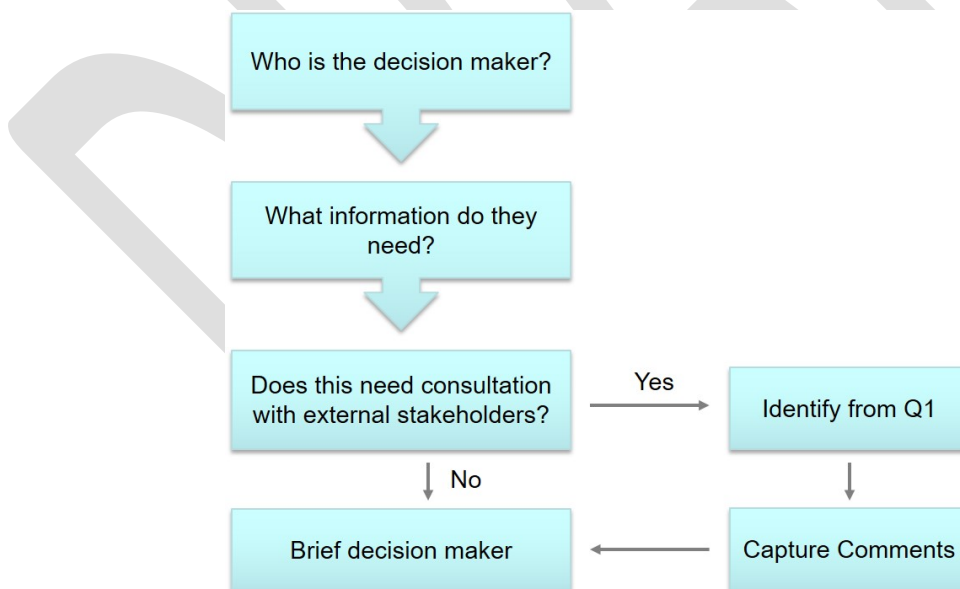 Who is the decision maker?
What information do they
need?
Does this need consultation
with external stakeholders?
Yes
Identify from Q1
No
Brief decision maker
Capture Comments